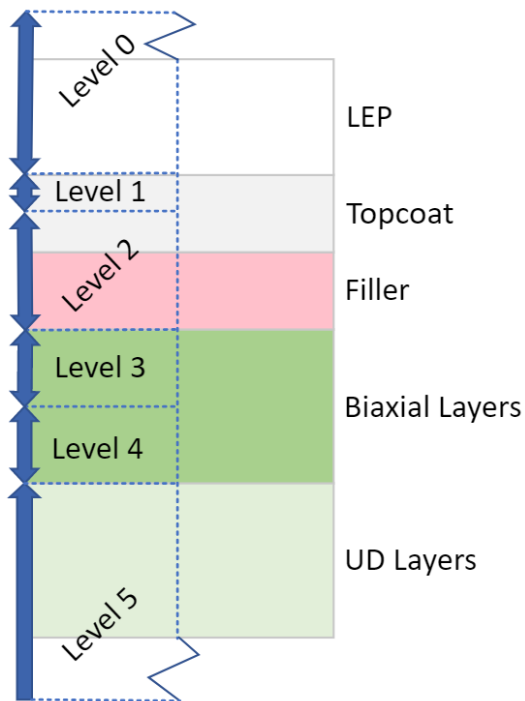 Level 0
LEP
Level 1
Topcoat
Level 2
Filler
Level 3
Biaxial Layers
Level 4
UD Layers
Level 5